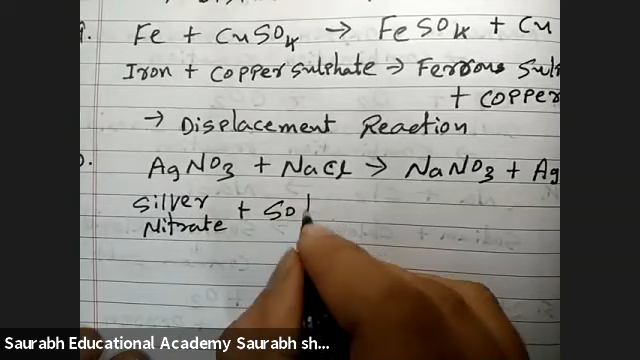 Fe + CuSO4 → FeSO4 + Cu
Iron + Copper sulphate → Ferrous Sul
+ copper
→ Displacement Reaction
AgNO3 + NaCl → NaNO3 + Ag
Silver Nitrate + So
Saurabh Educational Academy Saurabh sh...